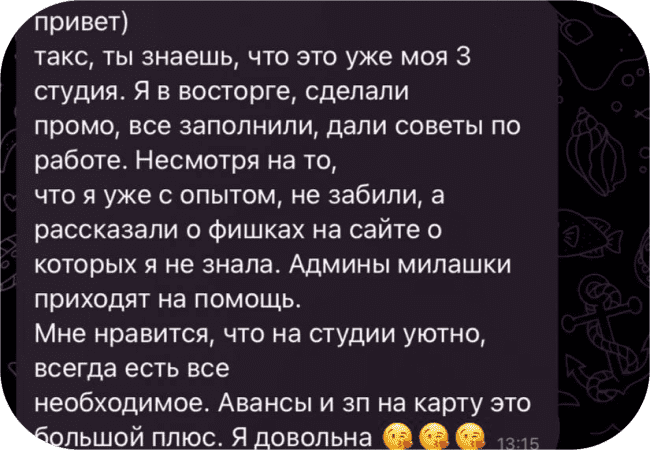 привет)
такс, ты знаешь, что это уже моя 3
студия. Я в восторге, сделали
промо, все заполнили, дали советы по
работе. Несмотря на то,
что я уже с опытом, не забили, а
рассказали о фишках на сайте о
которых я не знала. Админы милашки
приходят на помощь.
Мне нравится, что на студии уютно,
всегда есть все
необходимое. Авансы и зп на карту это
большой плюс. Я довольна 😘😘😘 13:15